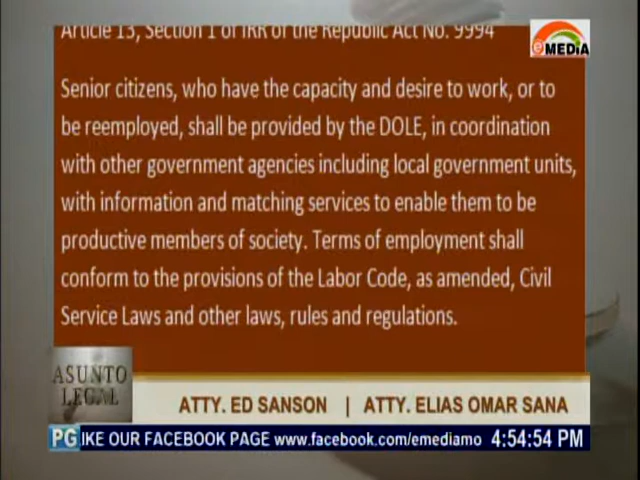 Article 13, Section 1 of IRR of the Republic Act No. 9994
eMEDIA
Senior citizens, who have the capacity and desire to work, or to
be reemployed, shall be provided by the DOLE, in coordination
with other government agencies including local government units,
with information and matching services to enable them to be
productive members of society. Terms of employment shall
conform to the provisions of the Labor Code, as amended, Civil
Service Laws and other laws, rules and regulations.
ASUNTO
LEGAL
ATTY. ED SANSON | ATTY. ELIAS OMAR SANA
PG IKE OUR FACEBOOK PAGE www.facebook.com/emediamo 4:54:54 PM